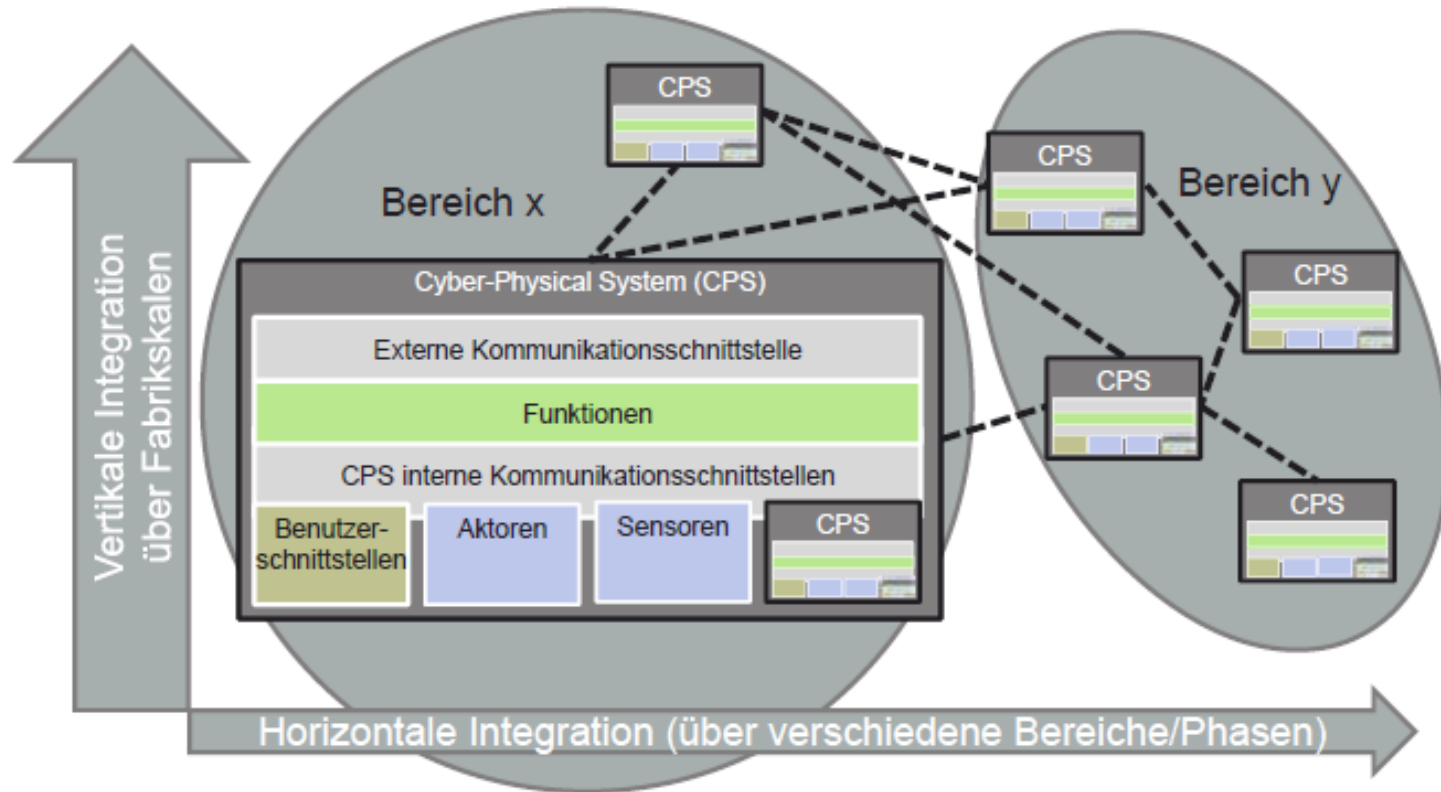 Vertikale Integration
über Fabrikskalen
Bereich x
CPS
CPS
Bereich y
CPS
CPS
CPS
Cyber-Physical System (CPS)
Externe Kommunikationsschnittstelle
Funktionen
CPS interne Kommunikationsschnittstellen
Benutzer-
schnittstellen
Aktoren
Sensoren
CPS
Horizontale Integration (über verschiedene Bereiche/Phasen)